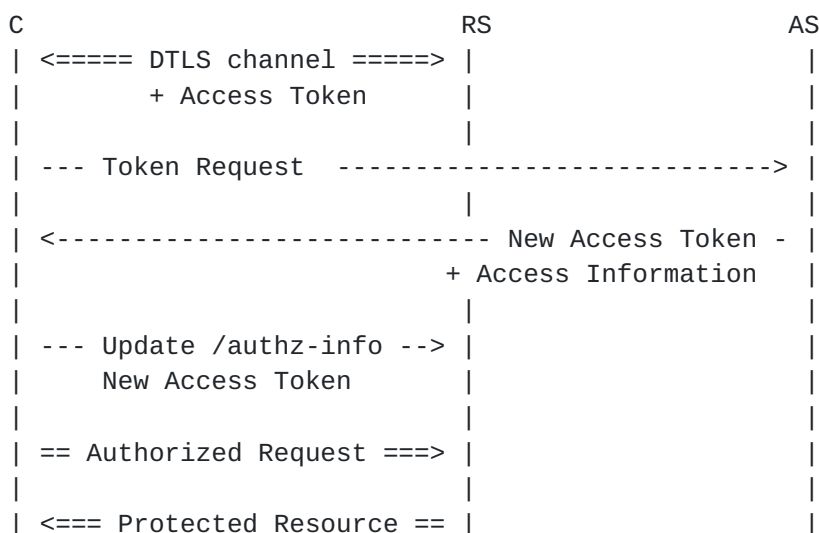 C                            RS                   AS
| <===== DTLS channel =====> |                     |
|        + Access Token      |                     |
|                            |                     |
| --- Token Request  ----------------------------> |
|                            |                     |
| <---------------------------- New Access Token - |
|                           + Access Information   |
|                            |                     |
| --- Update /authz-info --> |                     |
|     New Access Token       |                     |
|                            |                     |
| == Authorized Request ===> |                     |
|                            |                     |
| <=== Protected Resource == |                     |